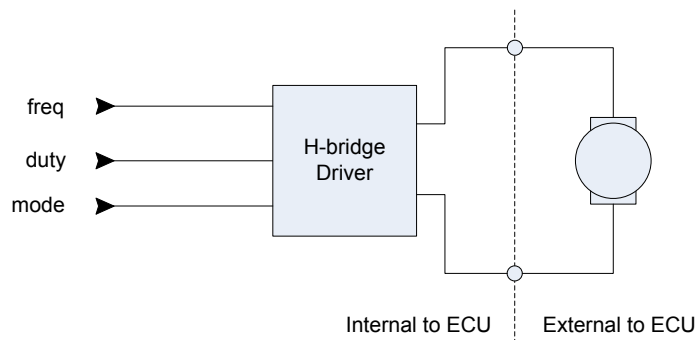 freq
duty
mode
H-bridge
Driver
Internal to ECU
External to ECU